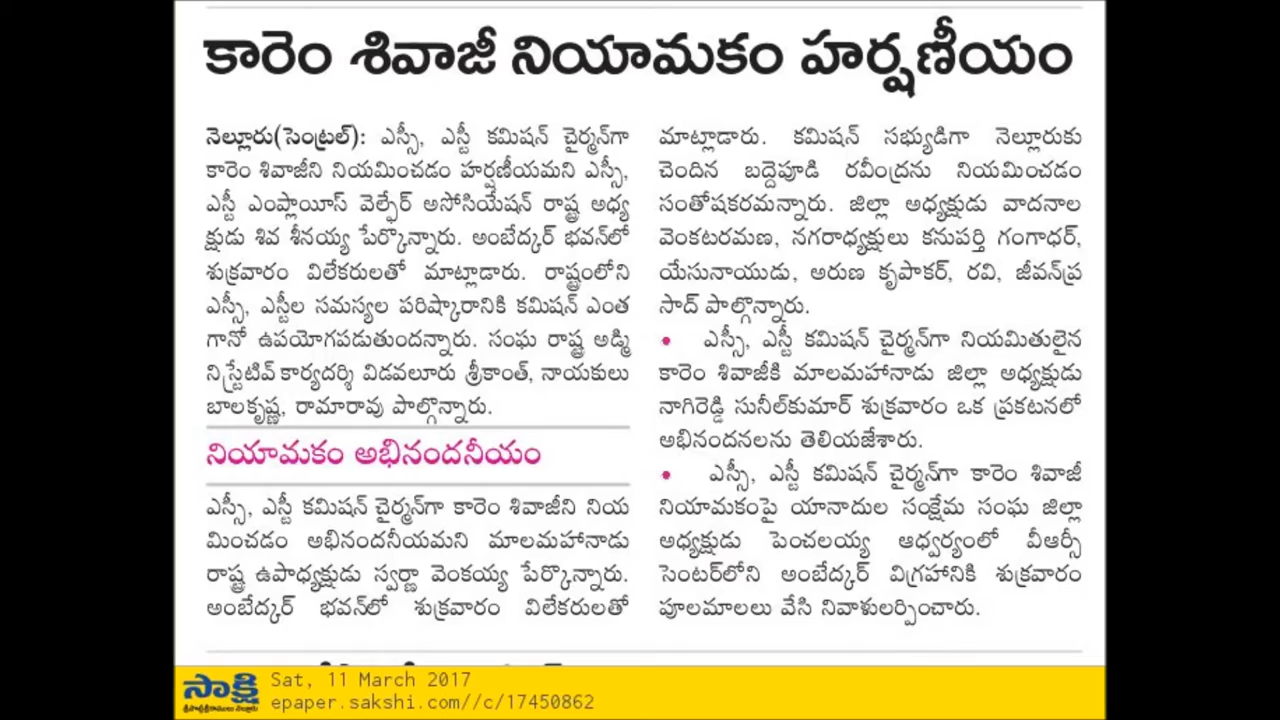 కారెం శివాజీ నియామకం హర్షణీయం
నెల్లూరు(సెంట్రల్): ఎస్సీ, ఎస్టీ కమిషన్ చైర్మన్‌గా
కారెం శివాజీని నియమించడం హర్షణీయమని ఎస్సీ,
ఎస్టీ ఎంప్లాయీస్ వెల్ఫేర్ అసోసియేషన్ రాష్ట్ర అధ్య
క్షుడు శివ శీనయ్య పేర్కొన్నారు. అంబేద్కర్ భవన్‌లో
శుక్రవారం విలేకరులతో మాట్లాడారు. రాష్ట్రంలోని
ఎస్సీ, ఎస్టీల సమస్యల పరిష్కారానికి కమిషన్ ఎంత
గానో ఉపయోగపడుతుందన్నారు. సంఘ రాష్ట్ర అడ్మి
నిస్ట్రేటివ్ కార్యదర్శి విడవలూరు శ్రీకాంత్, నాయకులు
బాలకృష్ణ, రామారావు పాల్గొన్నారు.
నియామకం అభినందనీయం
ఎస్సీ, ఎస్టీ కమిషన్ చైర్మన్‌గా కారెం శివాజీని నియ
మించడం అభినందనీయమని మాలమహానాడు
రాష్ట్ర ఉపాధ్యక్షుడు స్వర్ణా వెంకయ్య పేర్కొన్నారు.
అంబేద్కర్ భవన్‌లో శుక్రవారం విలేకరులతో
మాట్లాడారు. కమిషన్ సభ్యుడిగా నెల్లూరుకు
చెందిన బద్దెపూడి రవీంద్రను నియమించడం
సంతోషకరమన్నారు. జిల్లా అధ్యక్షుడు వాదనాల
వెంకటరమణ, నగరాధ్యక్షులు కనుపర్తి గంగాధర్,
యేసునాయుడు, అరుణ కృపాకర్, రవి, జీవన్‌ప్ర
సాద్ పాల్గొన్నారు.
• ఎస్సీ, ఎస్టీ కమిషన్ చైర్మన్‌గా నియమితులైన
కారెం శివాజీకి మాలమహానాడు జిల్లా అధ్యక్షుడు
నాగిరెడ్డి సునీల్‌కుమార్ శుక్రవారం ఒక ప్రకటనలో
అభినందనలను తెలియజేశారు.
• ఎస్సీ, ఎస్టీ కమిషన్ చైర్మన్‌గా కారెం శివాజీ
నియామకంపై యానాదుల సంక్షేమ సంఘ జిల్లా
అధ్యక్షుడు పెంచలయ్య ఆధ్వర్యంలో వీఆర్సీ
సెంటర్‌లోని అంబేద్కర్ విగ్రహానికి శుక్రవారం
పూలమాలలు వేసి నివాళులర్పించారు.
సాక్షి
శ్రీపొట్టిశ్రీరాములు నెల్లూరు
Sat, 11 March 2017
epaper.sakshi.com//c/17450862